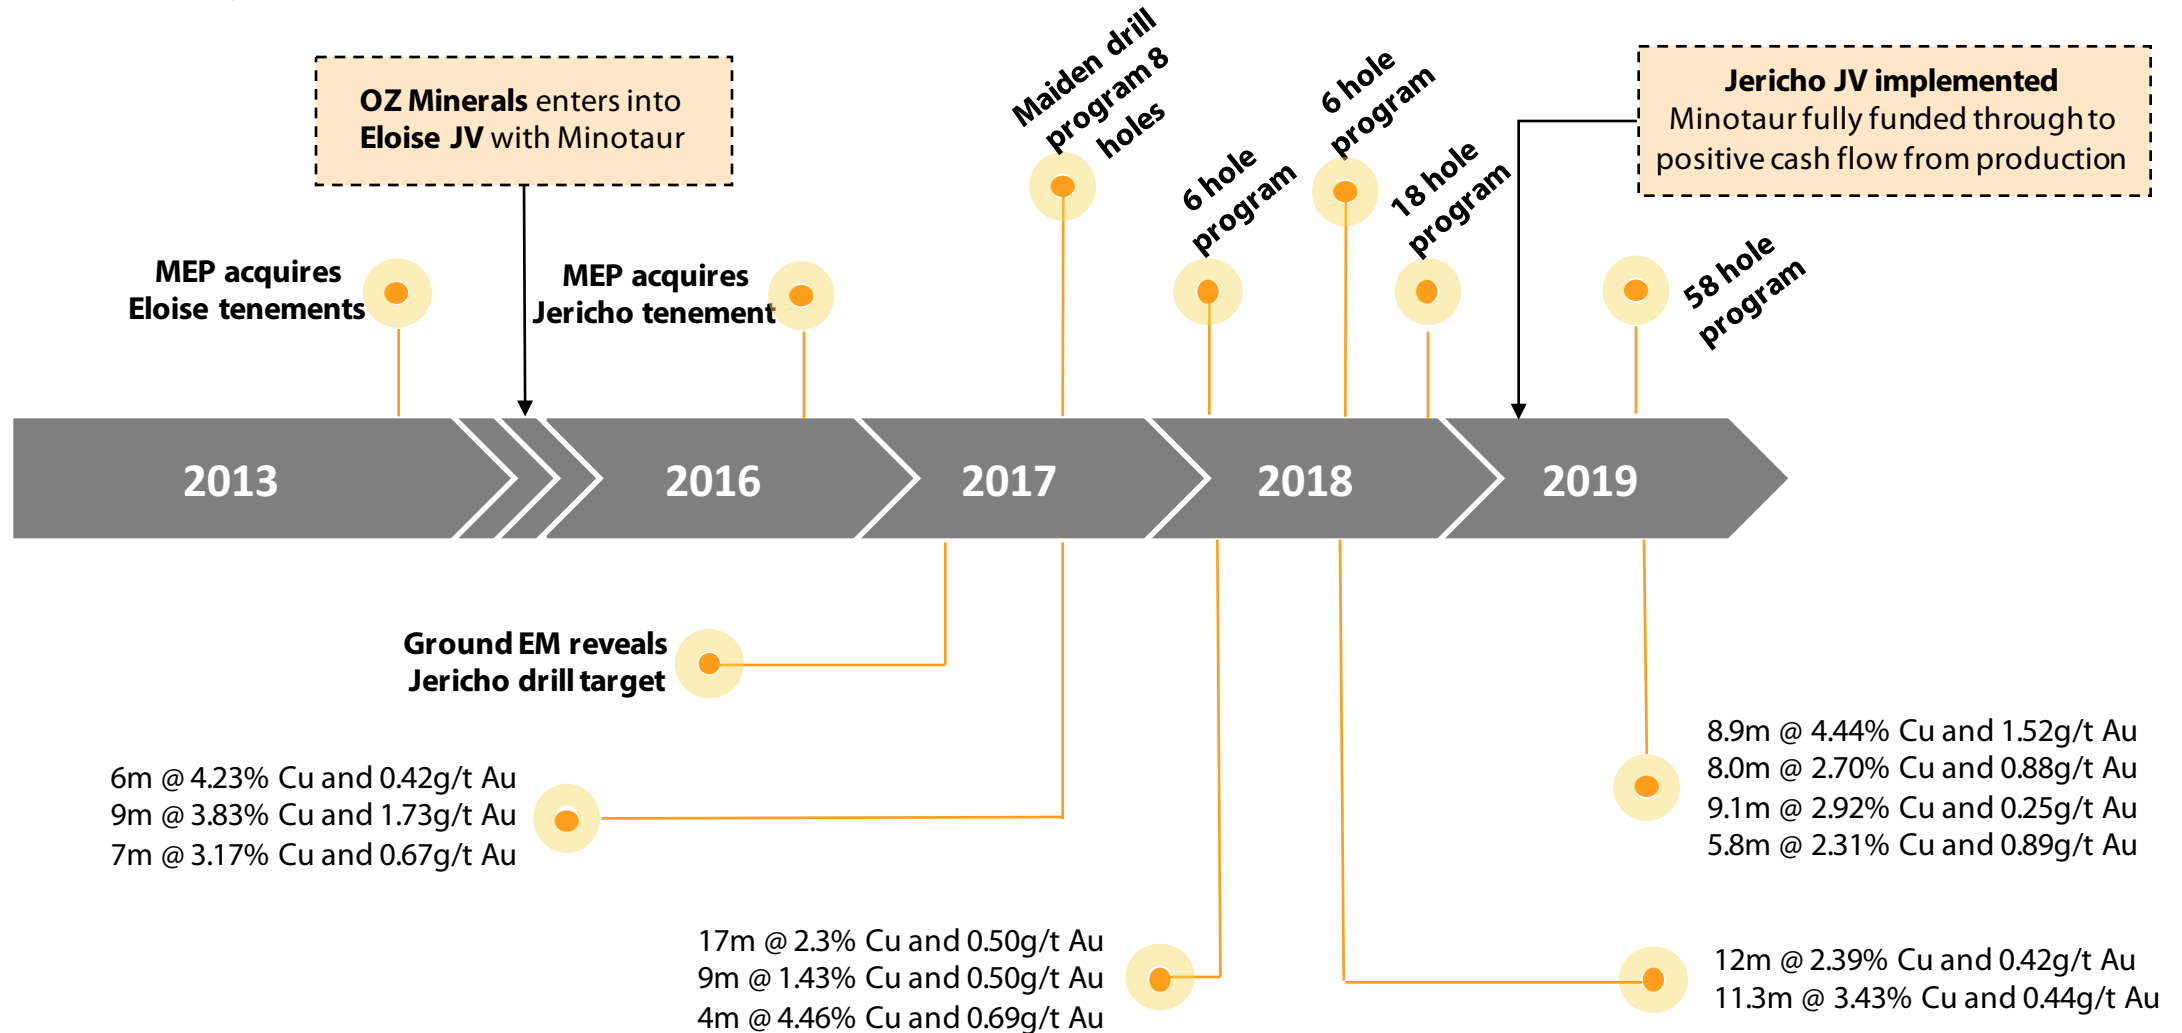 OZ Minerals enters into
Eloise JV with Minotaur
Maiden drill
program 8
holes
6 hole
program
6 hole
program
18 hole
program
Jericho JV implemented
Minotaur fully funded through to
positive cash flow from production
58 hole
program
MEP acquires
Eloise tenements
MEP acquires
Jericho tenement
2013
2016
2017
2018
2019
Ground EM reveals
Jericho drill target
6m @ 4.23% Cu and 0.42g/t Au
9m @ 3.83% Cu and 1.73g/t Au
7m @ 3.17% Cu and 0.67g/t Au
17m @ 2.3% Cu and 0.50g/t Au
9m @ 1.43% Cu and 0.50g/t Au
4m @ 4.46% Cu and 0.69g/t Au
8.9m @ 4.44% Cu and 1.52g/t Au
8.0m @ 2.70% Cu and 0.88g/t Au
9.1m @ 2.92% Cu and 0.25g/t Au
5.8m @ 2.31% Cu and 0.89g/t Au
12m @ 2.39% Cu and 0.42g/t Au
11.3m @ 3.43% Cu and 0.44g/t Au